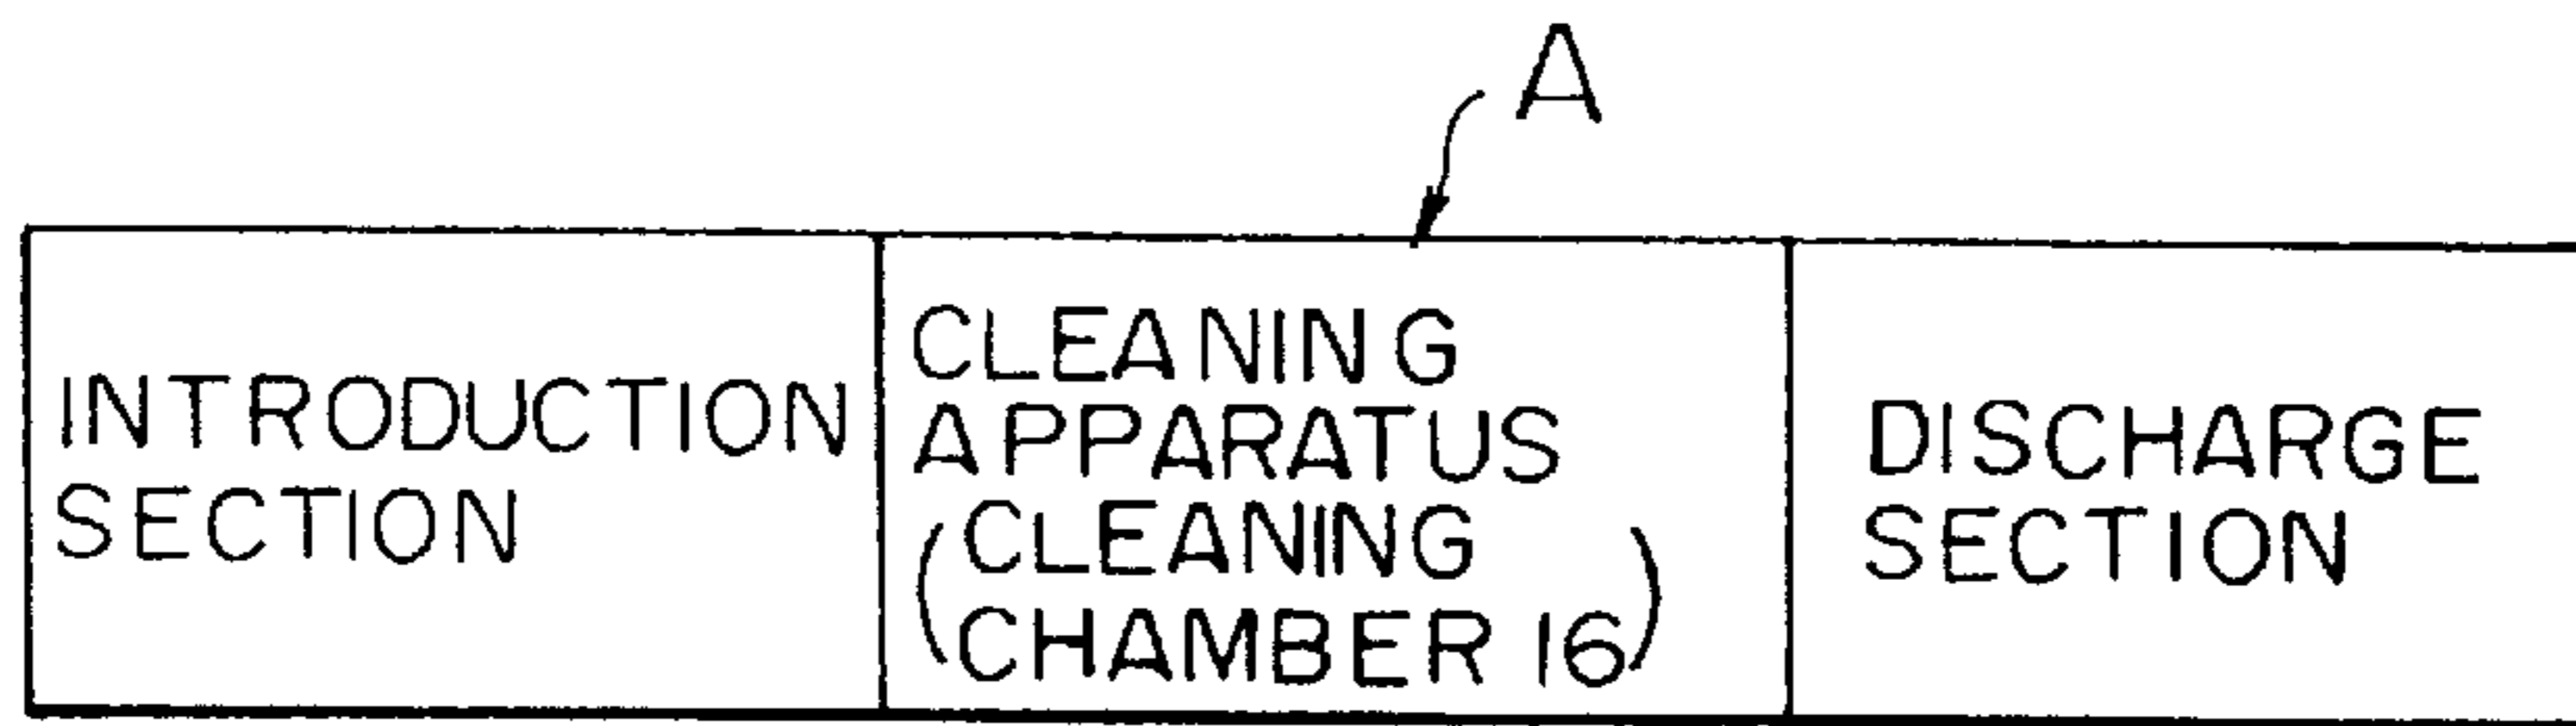 A
INTRODUCTION
SECTION
CLEANING
APPARATUS
(CLEANING
CHAMBER 16)
DISCHARGE
SECTION